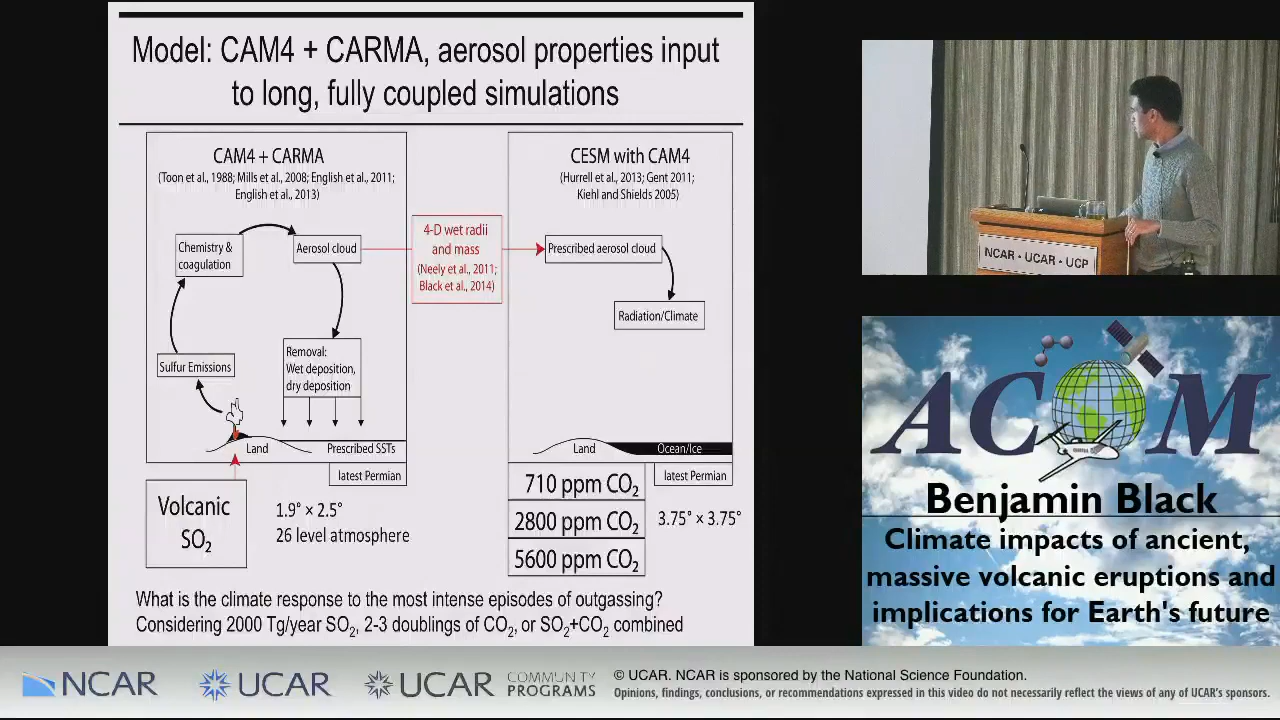 Model: CAM4 + CARMA, aerosol properties input
to long, fully coupled simulations
CAM4 + CARMA
(Toon et al., 1988; Mills et al., 2008; English et al., 2011;
English et al., 2013)
Chemistry &
coagulation
Aerosol cloud
Sulfur Emissions
Removal:
Wet deposition,
dry deposition
Land
Prescribed SSTs
latest Permian
Volcanic
SO₂
1.9° × 2.5°
26 level atmosphere
4-D wet radii
and mass
(Neely et al., 2011;
Black et al., 2014)
CESM with CAM4
(Hurrell et al., 2013; Gent 2011;
Kiehl and Shields 2005)
Prescribed aerosol cloud
Radiation/Climate
Land
Ocean/Ice
latest Permian
710 ppm CO₂
2800 ppm CO₂
5600 ppm CO₂
3.75° × 3.75°
What is the climate response to the most intense episodes of outgassing?
Considering 2000 Tg/year SO₂, 2-3 doublings of CO₂, or SO₂+CO₂ combined
NCAR • UCAR • UCP
ACOM
Benjamin Black
Climate impacts of ancient,
massive volcanic eruptions and
implications for Earth's future
NCAR
UCAR
UCAR
COMMUNITY
PROGRAMS
© UCAR. NCAR is sponsored by the National Science Foundation.
Opinions, findings, conclusions, or recommendations expressed in this video do not necessarily reflect the views of any of UCAR's sponsors.